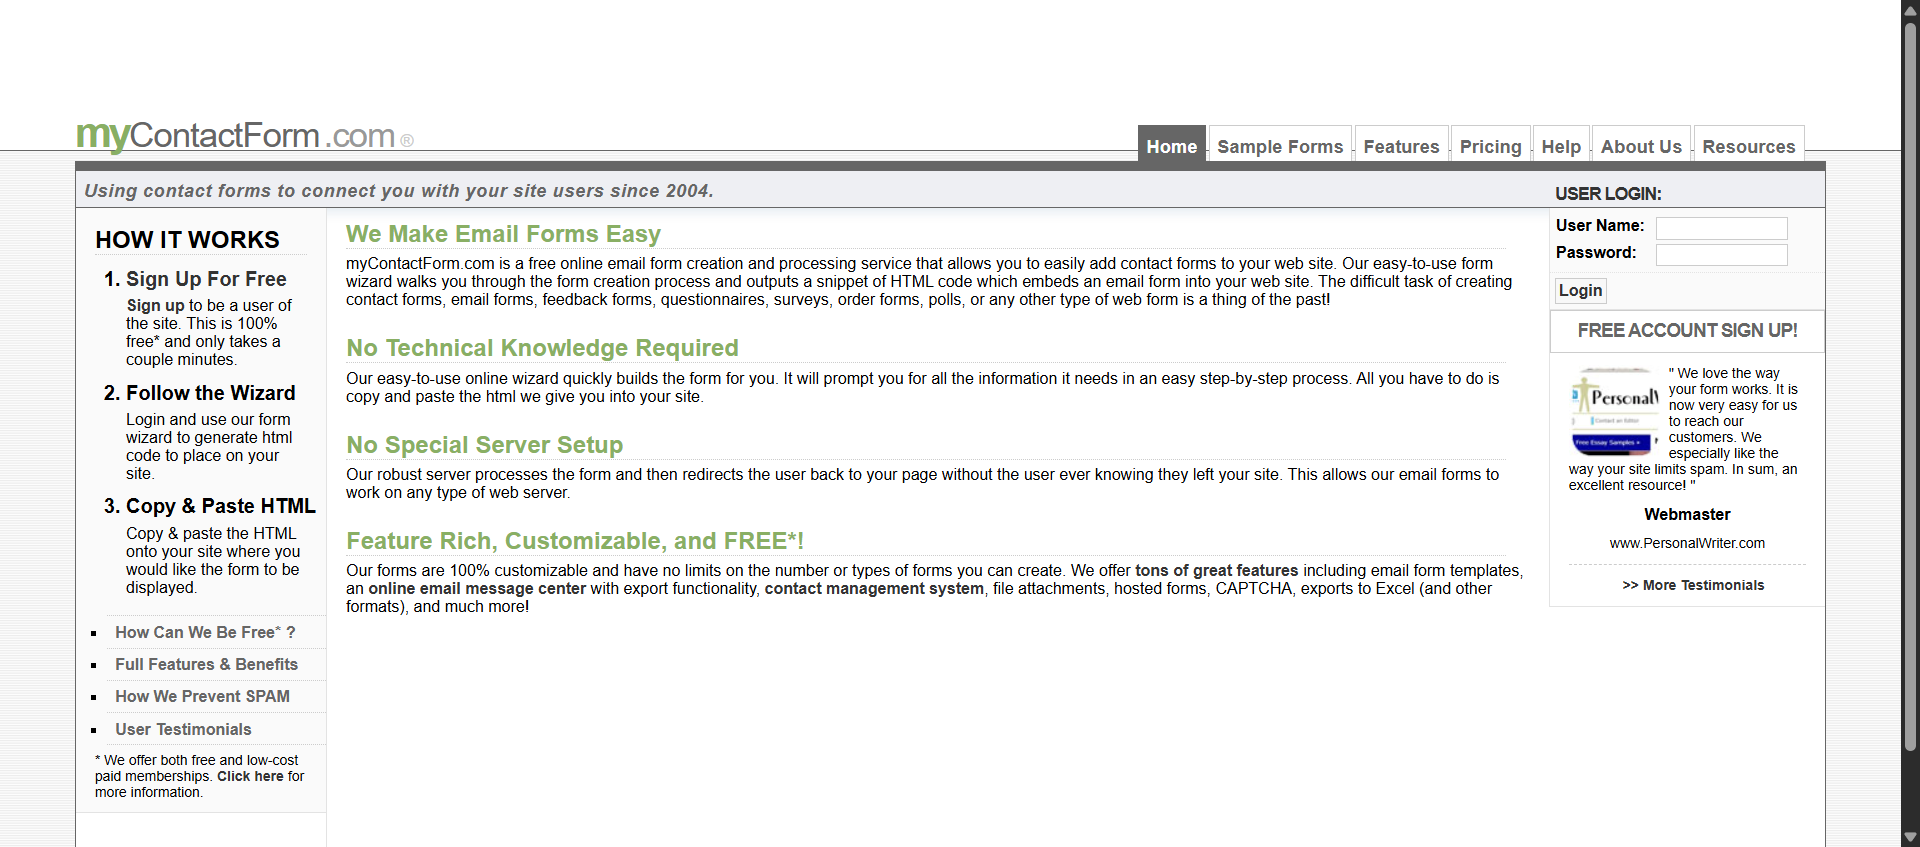 myContactForm.com ®
Home
Sample Forms
Features
Pricing
Help
About Us
Resources
Using contact forms to connect you with your site users since 2004.
HOW IT WORKS
1. Sign Up For Free
Sign up to be a user of
the site. This is 100%
free* and only takes a
couple minutes.
2. Follow the Wizard
Login and use our form
wizard to generate html
code to place on your
site.
3. Copy & Paste HTML
Copy & paste the HTML
onto your site where you
would like the form to be
displayed.
How Can We Be Free* ?
Full Features & Benefits
How We Prevent SPAM
User Testimonials
* We offer both free and low-cost
paid memberships. Click here for
more information.
We Make Email Forms Easy
myContactForm.com is a free online email form creation and processing service that allows you to easily add contact forms to your web site. Our easy-to-use form
wizard walks you through the form creation process and outputs a snippet of HTML code which embeds an email form into your web site. The difficult task of creating
contact forms, email forms, feedback forms, questionnaires, surveys, order forms, polls, or any other type of web form is a thing of the past!
No Technical Knowledge Required
Our easy-to-use online wizard quickly builds the form for you. It will prompt you for all the information it needs in an easy step-by-step process. All you have to do is
copy and paste the html we give you into your site.
No Special Server Setup
Our robust server processes the form and then redirects the user back to your page without the user ever knowing they left your site. This allows our email forms to
work on any type of web server.
Feature Rich, Customizable, and FREE*!
Our forms are 100% customizable and have no limits on the number or types of forms you can create. We offer tons of great features including email form templates,
an online email message center with export functionality, contact management system, file attachments, hosted forms, CAPTCHA, exports to Excel (and other
formats), and much more!
USER LOGIN:
User Name:
Password:
Login
FREE ACCOUNT SIGN UP!
Personal
Contact an Editor
Free Essay Samples
" We love the way
your form works. It is
now very easy for us
to reach our
customers. We
especially like the
way your site limits spam. In sum, an
excellent resource! "
Webmaster
www.PersonalWriter.com
>> More Testimonials